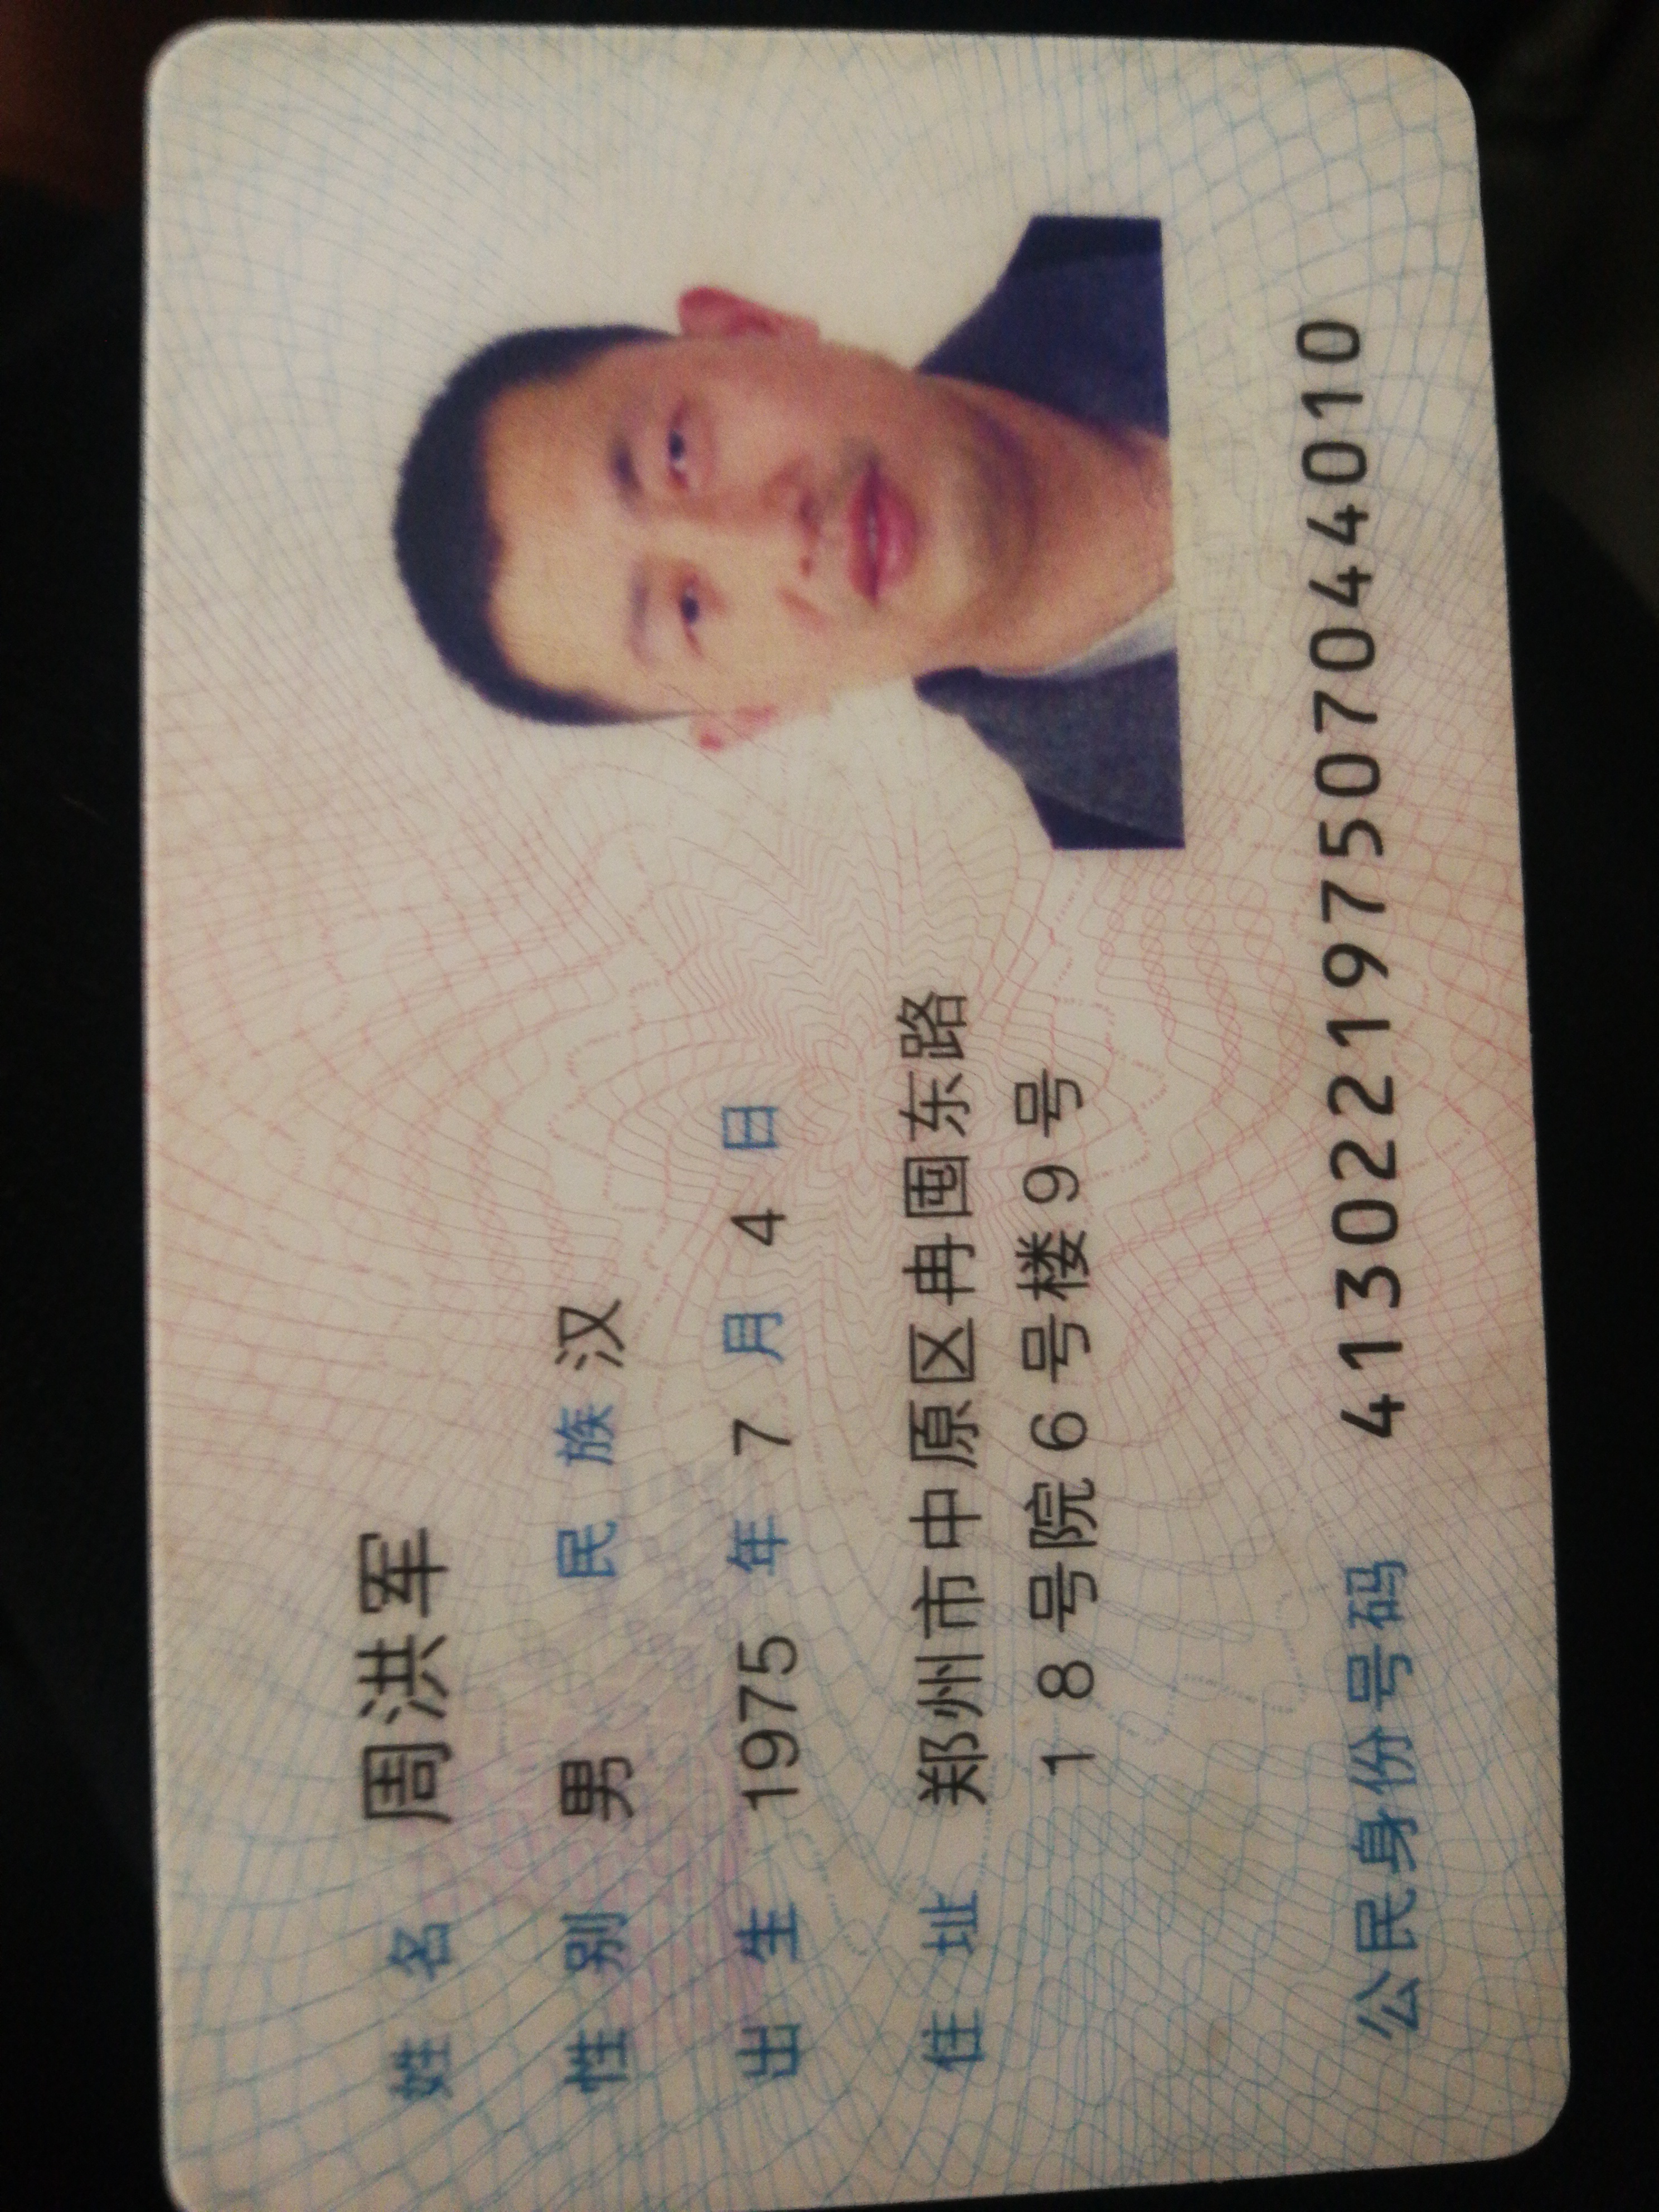 姓名 周洪军
性别 男 民族 汉
出生 1975 年 7 月 4 日
住址 郑州市中原区冉囤东路
18号院6号楼9号
公民身份号码 413022197507044010